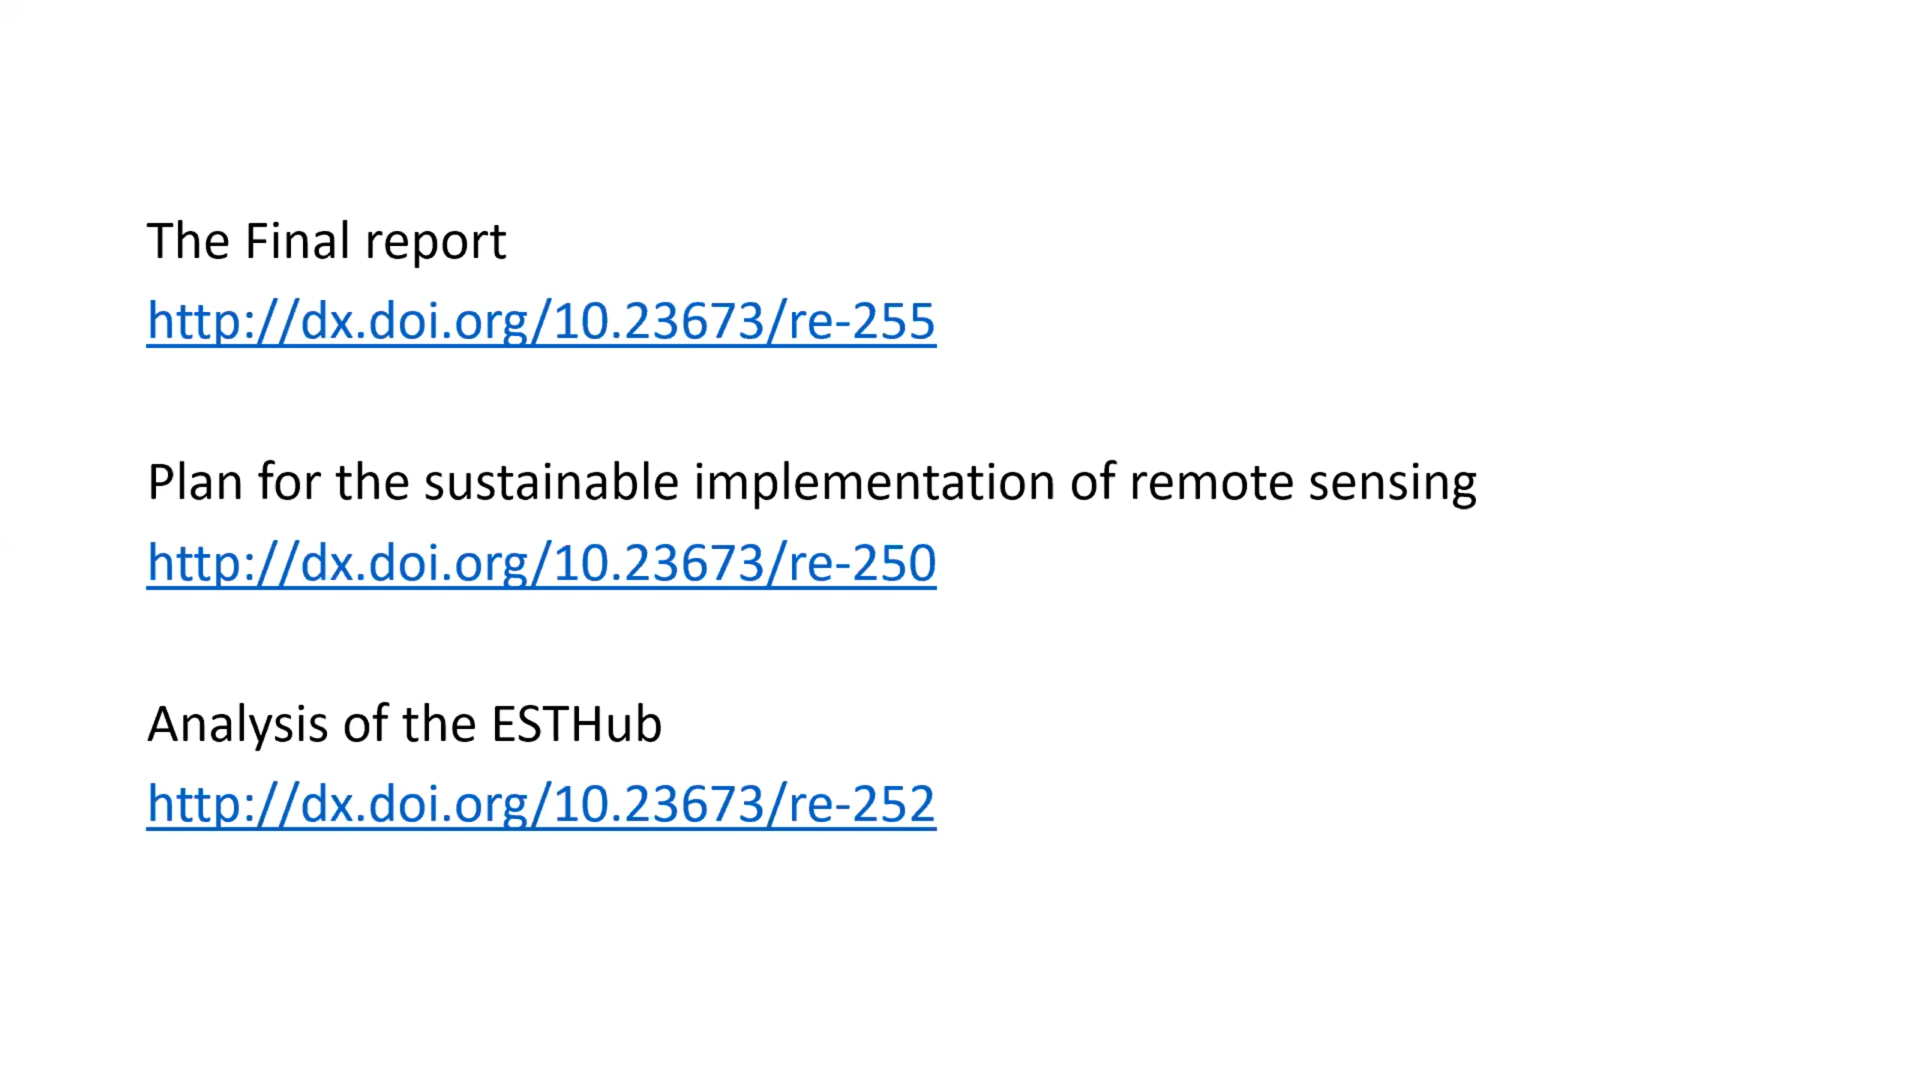 The Final report
http://dx.doi.org/10.23673/re-255
Plan for the sustainable implementation of remote sensing
http://dx.doi.org/10.23673/re-250
Analysis of the ESTHub
http://dx.doi.org/10.23673/re-252